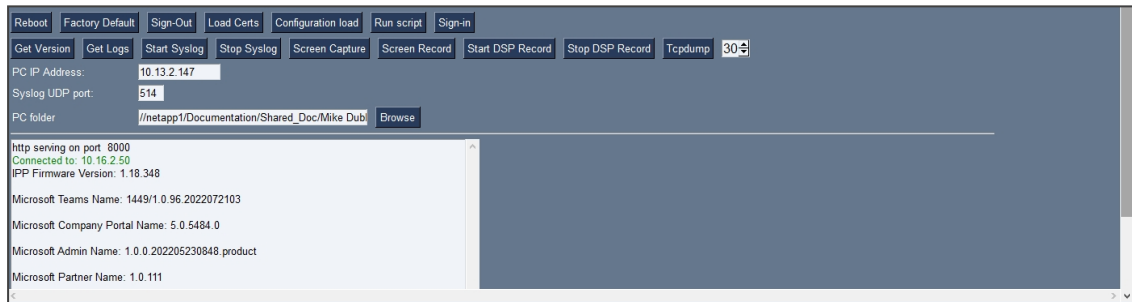 Reboot Factory Default Sign-Out Load Certs Configuration load Run script Sign-in
Get Version Get Logs Start Syslog Stop Syslog Screen Capture Screen Record Start DSP Record Stop DSP Record Tcpdump 30
PC IP Address: 10.13.2.147
Syslog UDP port: 514
PC folder //netapp1/Documentation/Shared_Doc/Mike Dubl Browse
http serving on port 8000
Connected to: 10.16.2.50
IPP Firmware Version: 1.18.348
Microsoft Teams Name: 1449/1.0.96.2022072103
Microsoft Company Portal Name: 5.0.5484.0
Microsoft Admin Name: 1.0.0.202205230848.product
Microsoft Partner Name: 1.0.111